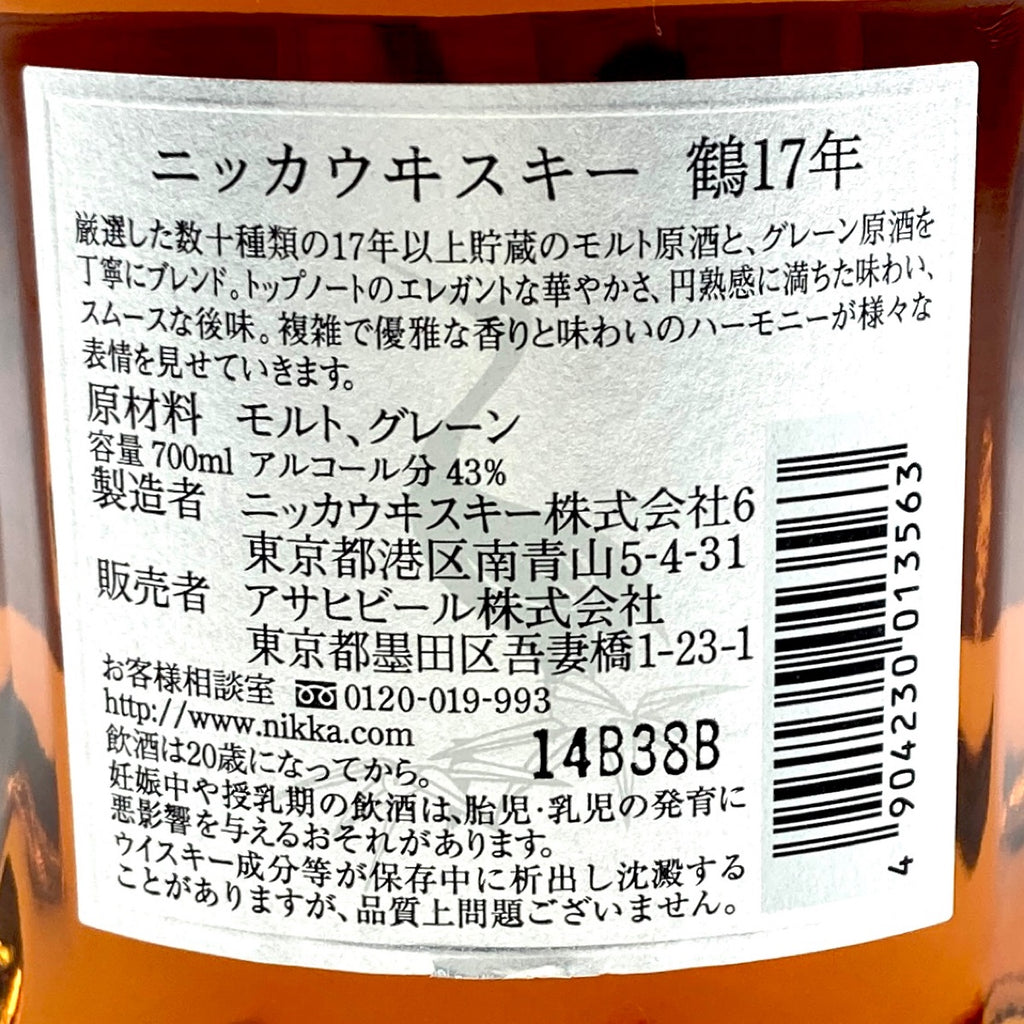 ニッカウヰスキー 鶴17年
厳選した数十種類の17年以上貯蔵のモルト原酒と、グレーン原酒を
丁寧にブレンド。トップノートのエレガントな華やかさ、円熟感に満ちた味わい、
スムースな後味。複雑で優雅な香りと味わいのハーモニーが様々な
表情を見せていきます。
原材料 モルト、グレーン
容量 700ml アルコール分 43%
製造者 ニッカウヰスキー株式会社6
東京都港区南青山5-4-31
販売者 アサヒビール株式会社
東京都墨田区吾妻橋1-23-1
お客様相談室 0120-019-993
http://www.nikka.com
14B38B
飲酒は20歳になってから。
妊娠中や授乳期の飲酒は、胎児・乳児の発育に
悪影響を与えるおそれがあります。
ウイスキー成分等が保存中に析出し沈澱する
ことがありますが、品質上問題ございません。
4 904230 013563